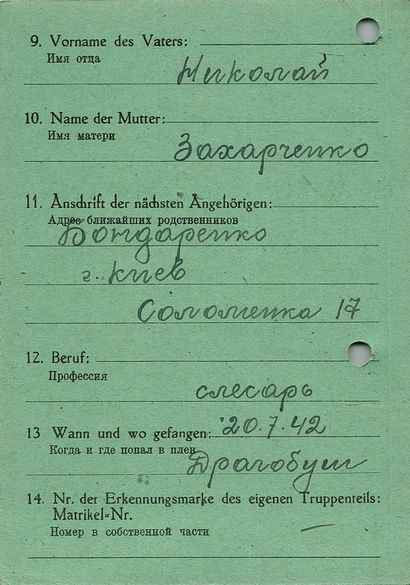 9. Vorname des Vaters:
Имя отца
Николай
10. Name der Mutter:
Имя матери
Захарченко
11. Anschrift der nächsten Angehörigen:
Адрес ближайших родственников
Бондаренко
г. Киев
Соломенка 17
12. Beruf:
Профессия
слесарь
13 Wann und wo gefangen: 20.7.42
Когда и где попал в плен
Драгобуш
14. Nr. der Erkennungsmarke des eigenen Truppenteils:
Matrikel-Nr.
Номер в собственной части —